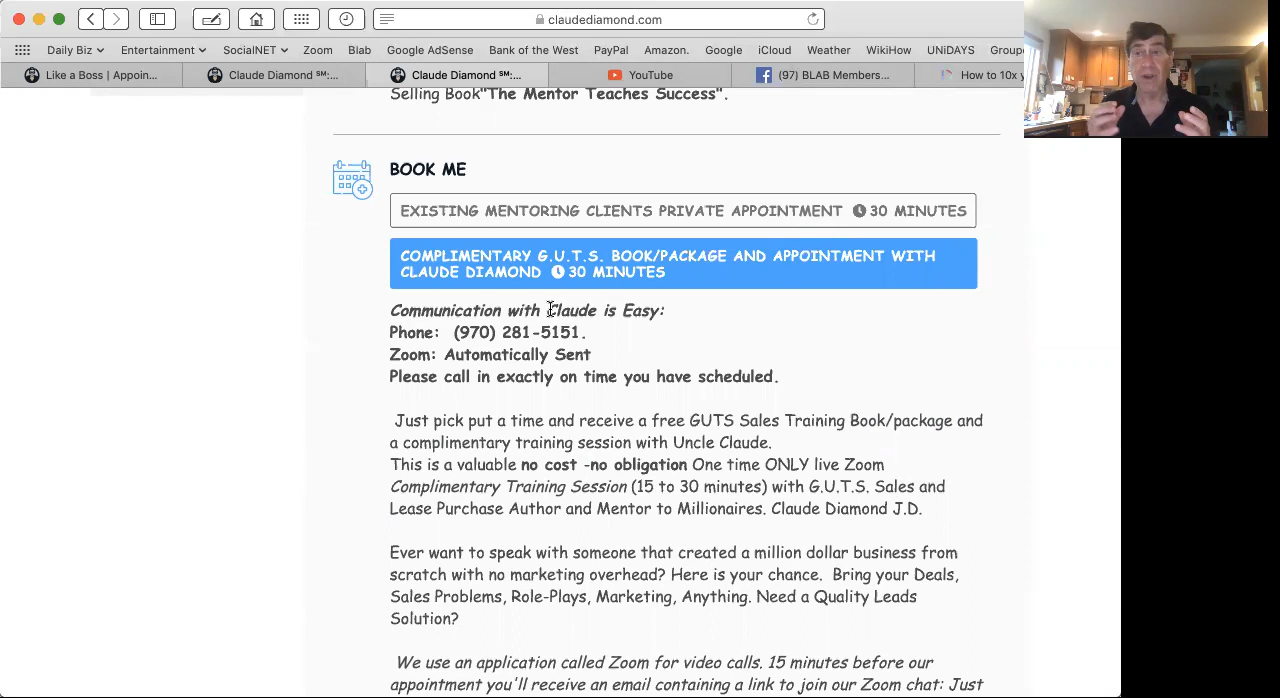 claudediamond.com
Daily Biz Entertainment SocialNET Zoom Blab Google AdSense Bank of the West PayPal Amazon. Google iCloud Weather WikiHow UNiDAYS Groupe
Like a Boss | Appoin... Claude Diamond ℠:... Claude Diamond ℠:... YouTube (97) BLAB Members... How to 10x y
Selling Book"The Mentor Teaches Success".
BOOK ME
EXISTING MENTORING CLIENTS PRIVATE APPOINTMENT 30 MINUTES
COMPLIMENTARY G.U.T.S. BOOK/PACKAGE AND APPOINTMENT WITH
CLAUDE DIAMOND 30 MINUTES
Communication with Claude is Easy:
Phone: (970) 281-5151.
Zoom: Automatically Sent
Please call in exactly on time you have scheduled.
Just pick put a time and receive a free GUTS Sales Training Book/package and
a complimentary training session with Uncle Claude.
This is a valuable no cost -no obligation One time ONLY live Zoom
Complimentary Training Session (15 to 30 minutes) with G.U.T.S. Sales and
Lease Purchase Author and Mentor to Millionaires. Claude Diamond J.D.
Ever want to speak with someone that created a million dollar business from
scratch with no marketing overhead? Here is your chance. Bring your Deals,
Sales Problems, Role-Plays, Marketing, Anything. Need a Quality Leads
Solution?
We use an application called Zoom for video calls. 15 minutes before our
appointment you'll receive an email containing a link to join our Zoom chat: Just